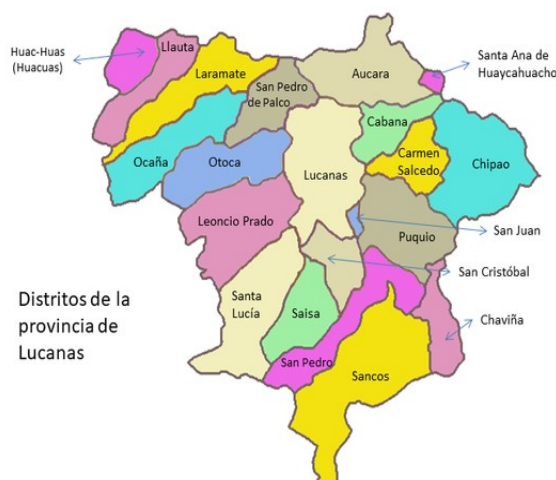 Huac-Huas
(Huacuas)
Llauta
Laramate
San Pedro
de Palco
Aucara
Santa Ana de
Huaycahuacho
Cabana
Ocaña
Otoca
Lucanas
Carmen
Salcedo
Chipao
Leoncio Prado
Puquio
San Juan
San Cristóbal
Distritos de la
provincia de
Lucanas
Santa
Lucía
Saisa
Chaviña
San Pedro
Sancos